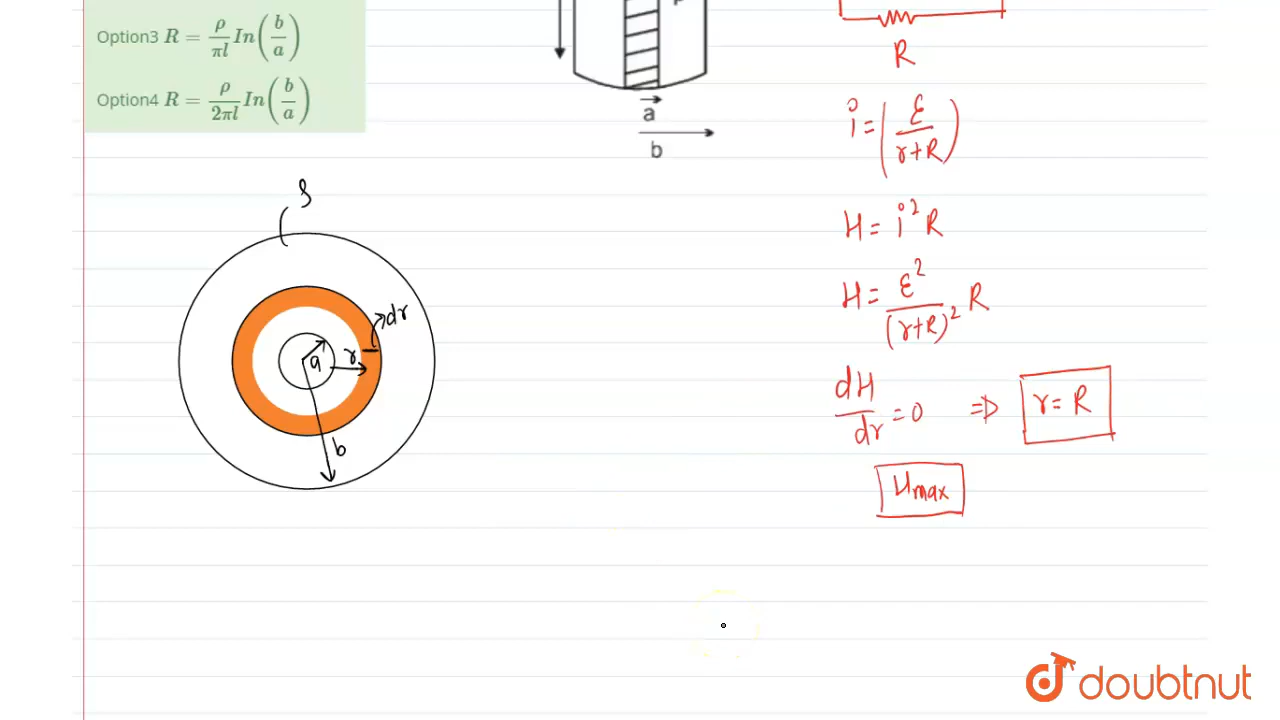 Option3 R = ρ/πl In(b/a)
Option4 R = ρ/2πl In(b/a)
a
b
R
i = (ε/r+R)
H = i²R
H = ε²/(r+R)² R
dH/dr = 0 ⇒ r = R
Hmax
ρ
dr
r
a
b
doubtnut